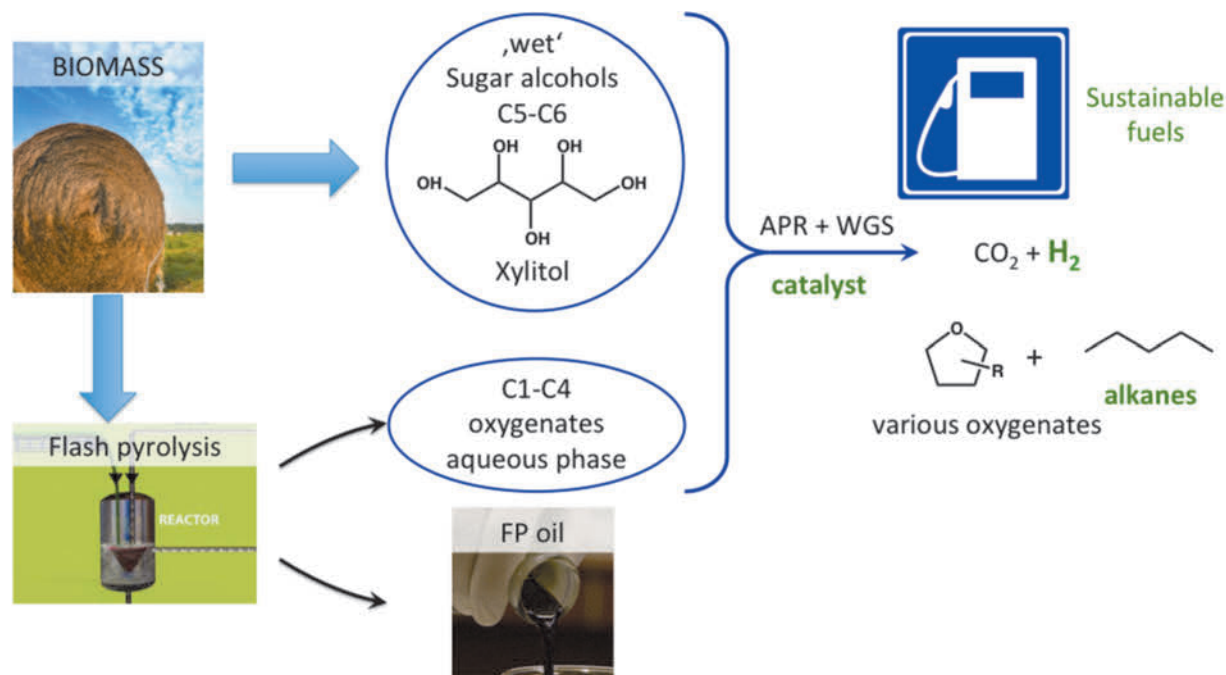 BIOMASS
‚wet‘
Sugar alcohols
C5-C6
OH
OH
OH
OH
OH
Xylitol
Flash pyrolysis
REACTOR
C1-C4
oxygenates
aqueous phase
FP oil
APR + WGS
catalyst
Sustainable
fuels
CO₂ + H₂
O
R
+
alkanes
various oxygenates